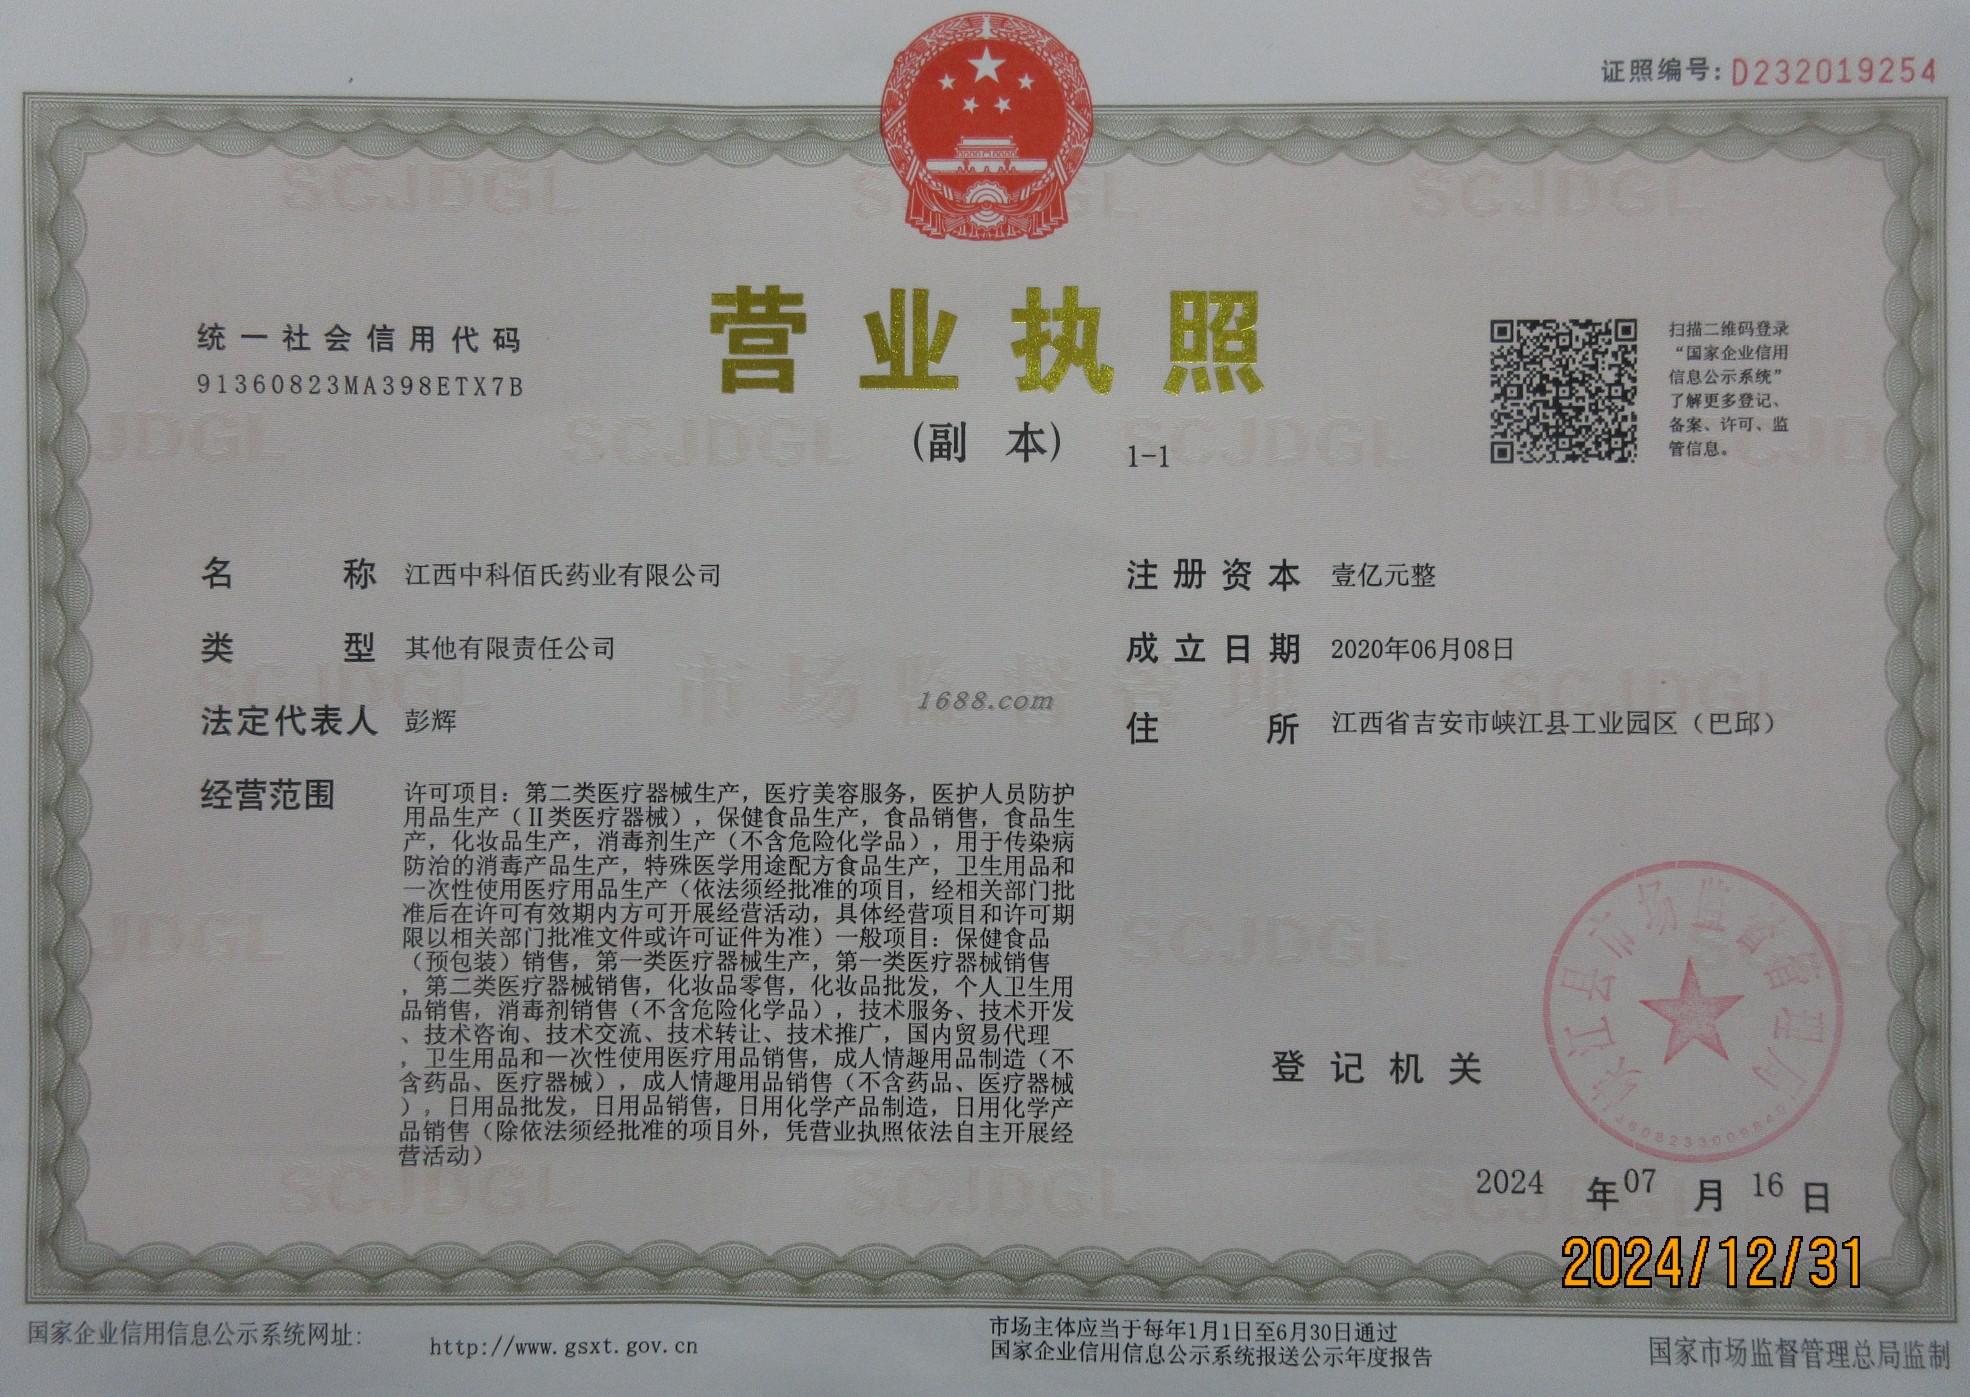 证照编号:D232019254
统一社会信用代码
91360823MA398ETX7B
营业执照
(副 本)
1-1
扫描二维码登录
“国家企业信用
信息公示系统”
了解更多登记、
备案、许可、监
管信息。
名 称 江西中科佰氏药业有限公司
类 型 其他有限责任公司
法定代表人 彭辉
经营范围 许可项目：第二类医疗器械生产，医疗美容服务，医护人员防护
用品生产（Ⅱ类医疗器械），保健食品生产，食品销售，食品生
产，化妆品生产，消毒剂生产（不含危险化学品），用于传染病
防治的消毒产品生产，特殊医学用途配方食品生产，卫生用品和
一次性使用医疗用品生产（依法须经批准的项目，经相关部门批
准后在许可有效期内方可开展经营活动，具体经营项目和许可期
限以相关部门批准文件或许可证件为准）一般项目：保健食品
（预包装）销售，第一类医疗器械生产，第一类医疗器械销售
，第二类医疗器械销售，化妆品零售，化妆品批发，个人卫生用
品销售，消毒剂销售（不含危险化学品），技术服务、技术开发
、技术咨询、技术交流、技术转让、技术推广，国内贸易代理
，卫生用品和一次性使用医疗用品销售，成人情趣用品制造（不
含药品、医疗器械），成人情趣用品销售（不含药品、医疗器械
），日用品批发，日用品销售，日用化学产品制造，日用化学产
品销售（除依法须经批准的项目外，凭营业执照依法自主开展经
营活动）
注册资本 壹亿元整
成立日期 2020年06月08日
住 所 江西省吉安市峡江县工业园区（巴邱）
1688.com
市场监督管理
SCJDGL
登记机关
峡江县市场监督管理局
2024 年07 月 16 日
2024/12/31
国家企业信用信息公示系统网址:
http://www.gsxt.gov.cn
市场主体应当于每年1月1日至6月30日通过
国家企业信用信息公示系统报送公示年度报告
国家市场监督管理总局监制